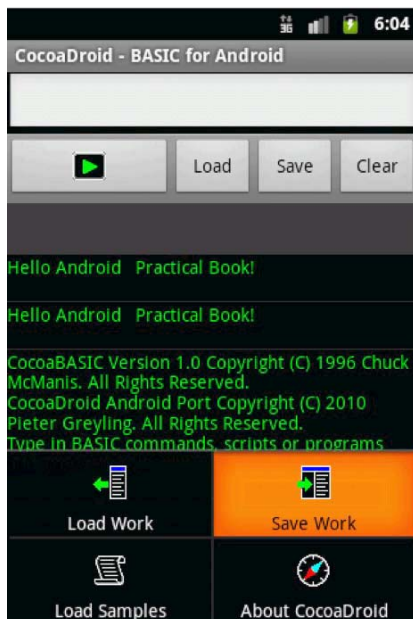 3G 6:04
CocoaDroid - BASIC for Android
Load Save Clear
Hello Android Practical Book!
Hello Android Practical Book!
CocoaBASIC Version 1.0 Copyright (C) 1996 Chuck
McManis. All Rights Reserved.
CocoaDroid Android Port Copyright (C) 2010
Pieter Greyling. All Rights Reserved.
Type in BASIC commands, scripts or programs
Load Work Save Work
Load Samples About CocoaDroid